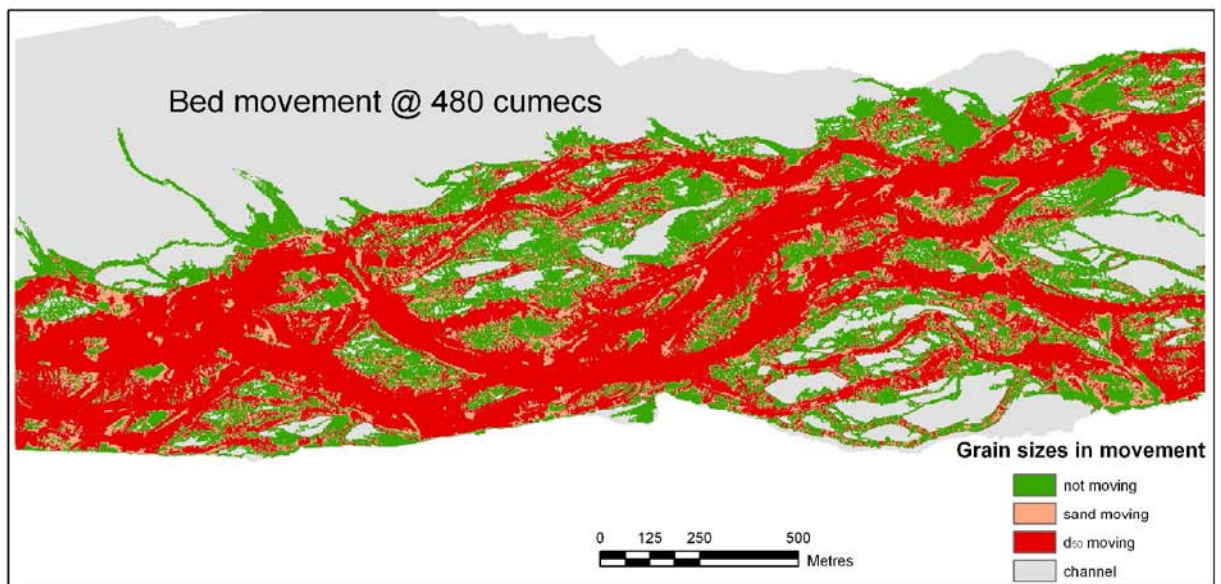 Bed movement @ 480 cumecs
Grain sizes in movement
not moving
sand moving
d50 moving
channel
0 125 250 500
Metres